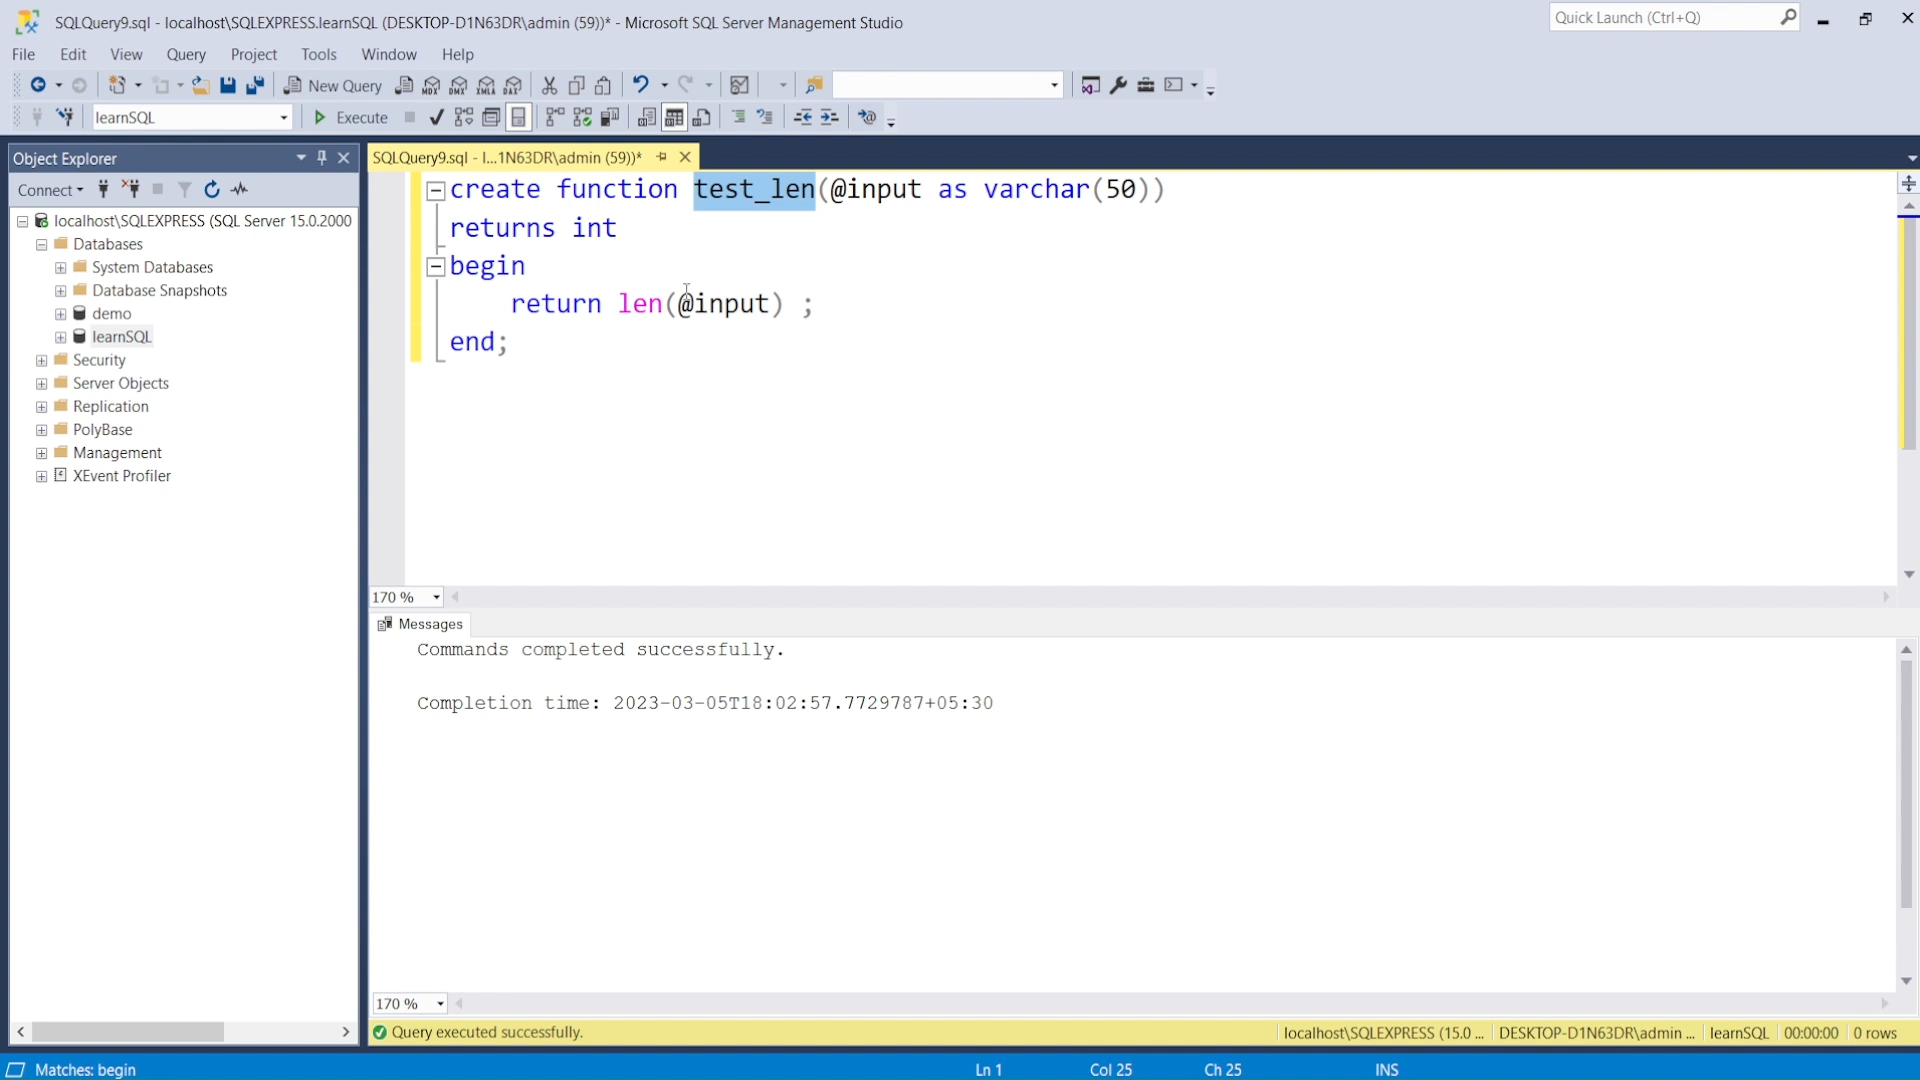 SQLQuery9.sql - localhost\SQLEXPRESS.learnSQL (DESKTOP-D1N63DR\admin (59))* - Microsoft SQL Server Management Studio
Quick Launch (Ctrl+Q)
File Edit View Query Project Tools Window Help
New Query
MDX DMX XMLA DAX
learnSQL
Execute
Object Explorer
SQLQuery9.sql - l...1N63DR\admin (59))*
Connect
localhost\SQLEXPRESS (SQL Server 15.0.2000
Databases
System Databases
Database Snapshots
demo
learnSQL
Security
Server Objects
Replication
PolyBase
Management
XEvent Profiler
create function test_len(@input as varchar(50))
returns int
begin
return len(@input) ;
end;
170 %
Messages
Commands completed successfully.
Completion time: 2023-03-05T18:02:57.7729787+05:30
170 %
Query executed successfully.
localhost\SQLEXPRESS (15.0 ... DESKTOP-D1N63DR\admin ... learnSQL 00:00:00 0 rows
Matches: begin
Ln 1 Col 25 Ch 25 INS